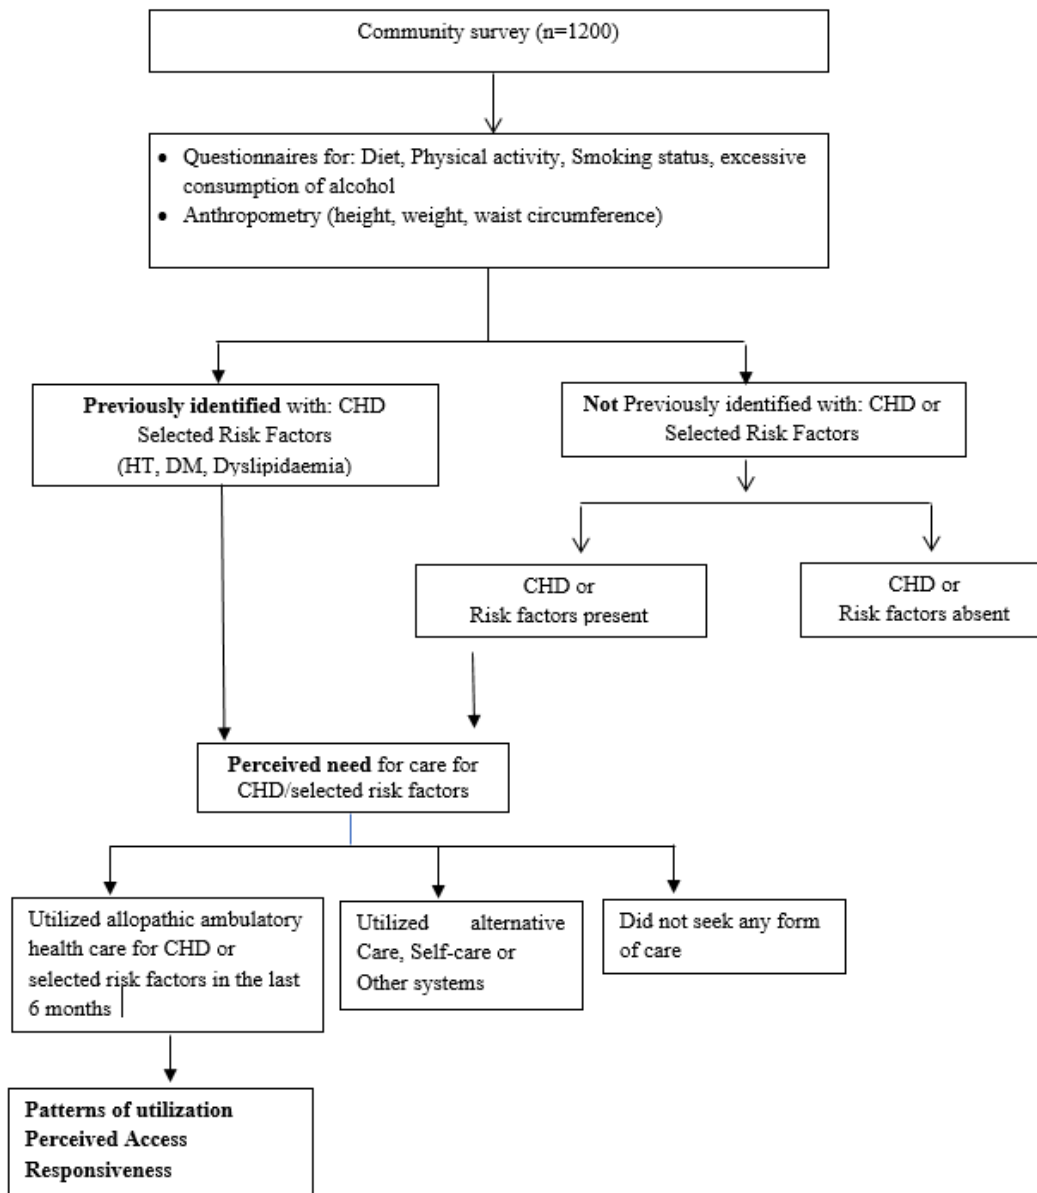 Community survey (n=1200)
• Questionnaires for: Diet, Physical activity, Smoking status, excessive
consumption of alcohol
• Anthropometry (height, weight, waist circumference)
Previously identified with: CHD
Selected Risk Factors
(HT, DM, Dyslipidaemia)
Not Previously identified with: CHD or
Selected Risk Factors
CHD or
Risk factors present
CHD or
Risk factors absent
Perceived need for care for
CHD/selected risk factors
Utilized allopathic ambulatory
health care for CHD or
selected risk factors in the last
6 months
Utilized alternative
Care, Self-care or
Other systems
Did not seek any form
of care
Patterns of utilization
Perceived Access
Responsiveness